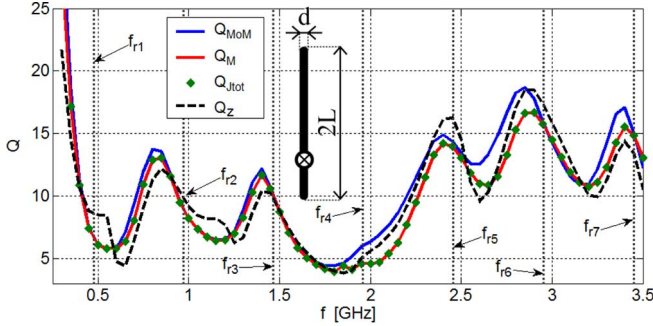 25
20
15
10
5
Q
f_r1
Q_MoM
Q_M
Q_Jtot
Q_Z
d
2L
f_r2
f_r3
f_r4
f_r5
f_r6
f_r7
0.5 1 1.5 2 2.5 3 3.5
f [GHz]